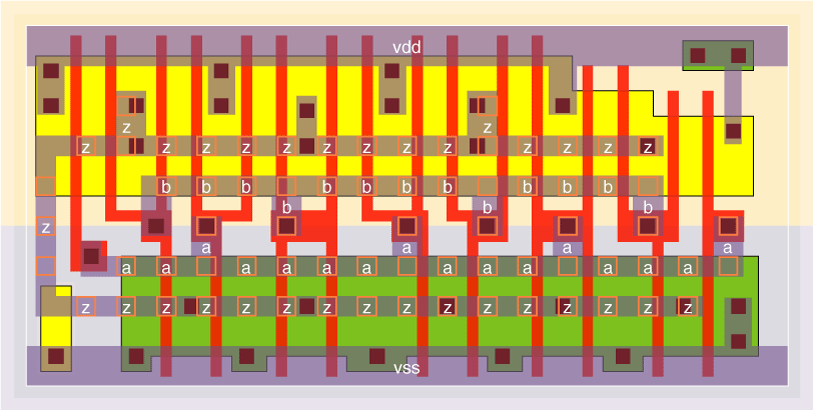 vdd
z z
z z z z z z z z z z z z z
b b b b b b b b b b b
b b b
z
a a a a
a a a a a a a a a a a a
z z z z z z z z z z z z z z z z
vss